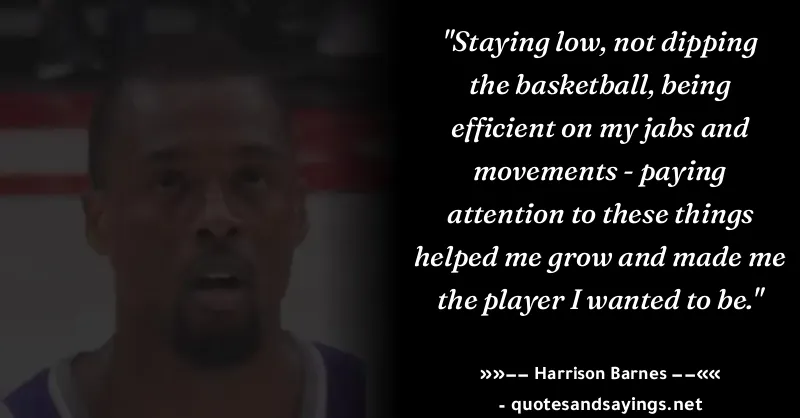 "Staying low, not dipping
the basketball, being
efficient on my jabs and
movements - paying
attention to these things
helped me grow and made me
the player I wanted to be."
»»–– Harrison Barnes ––««
- quotesandsayings.net